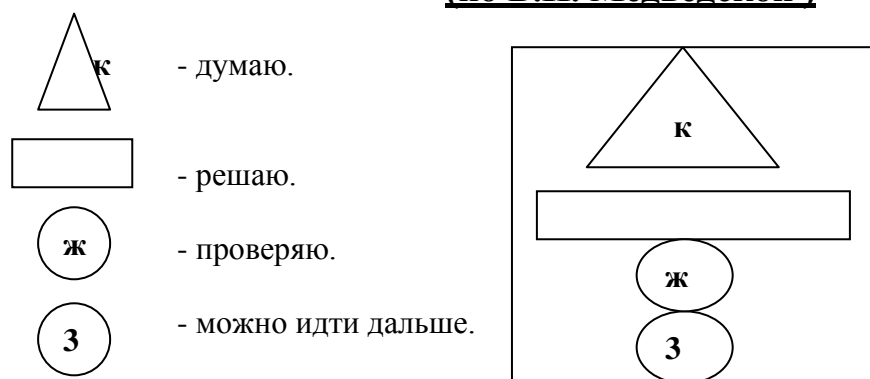 к - думаю.
- решаю.
ж - проверяю.
З - можно идти дальше.
к
ж
З